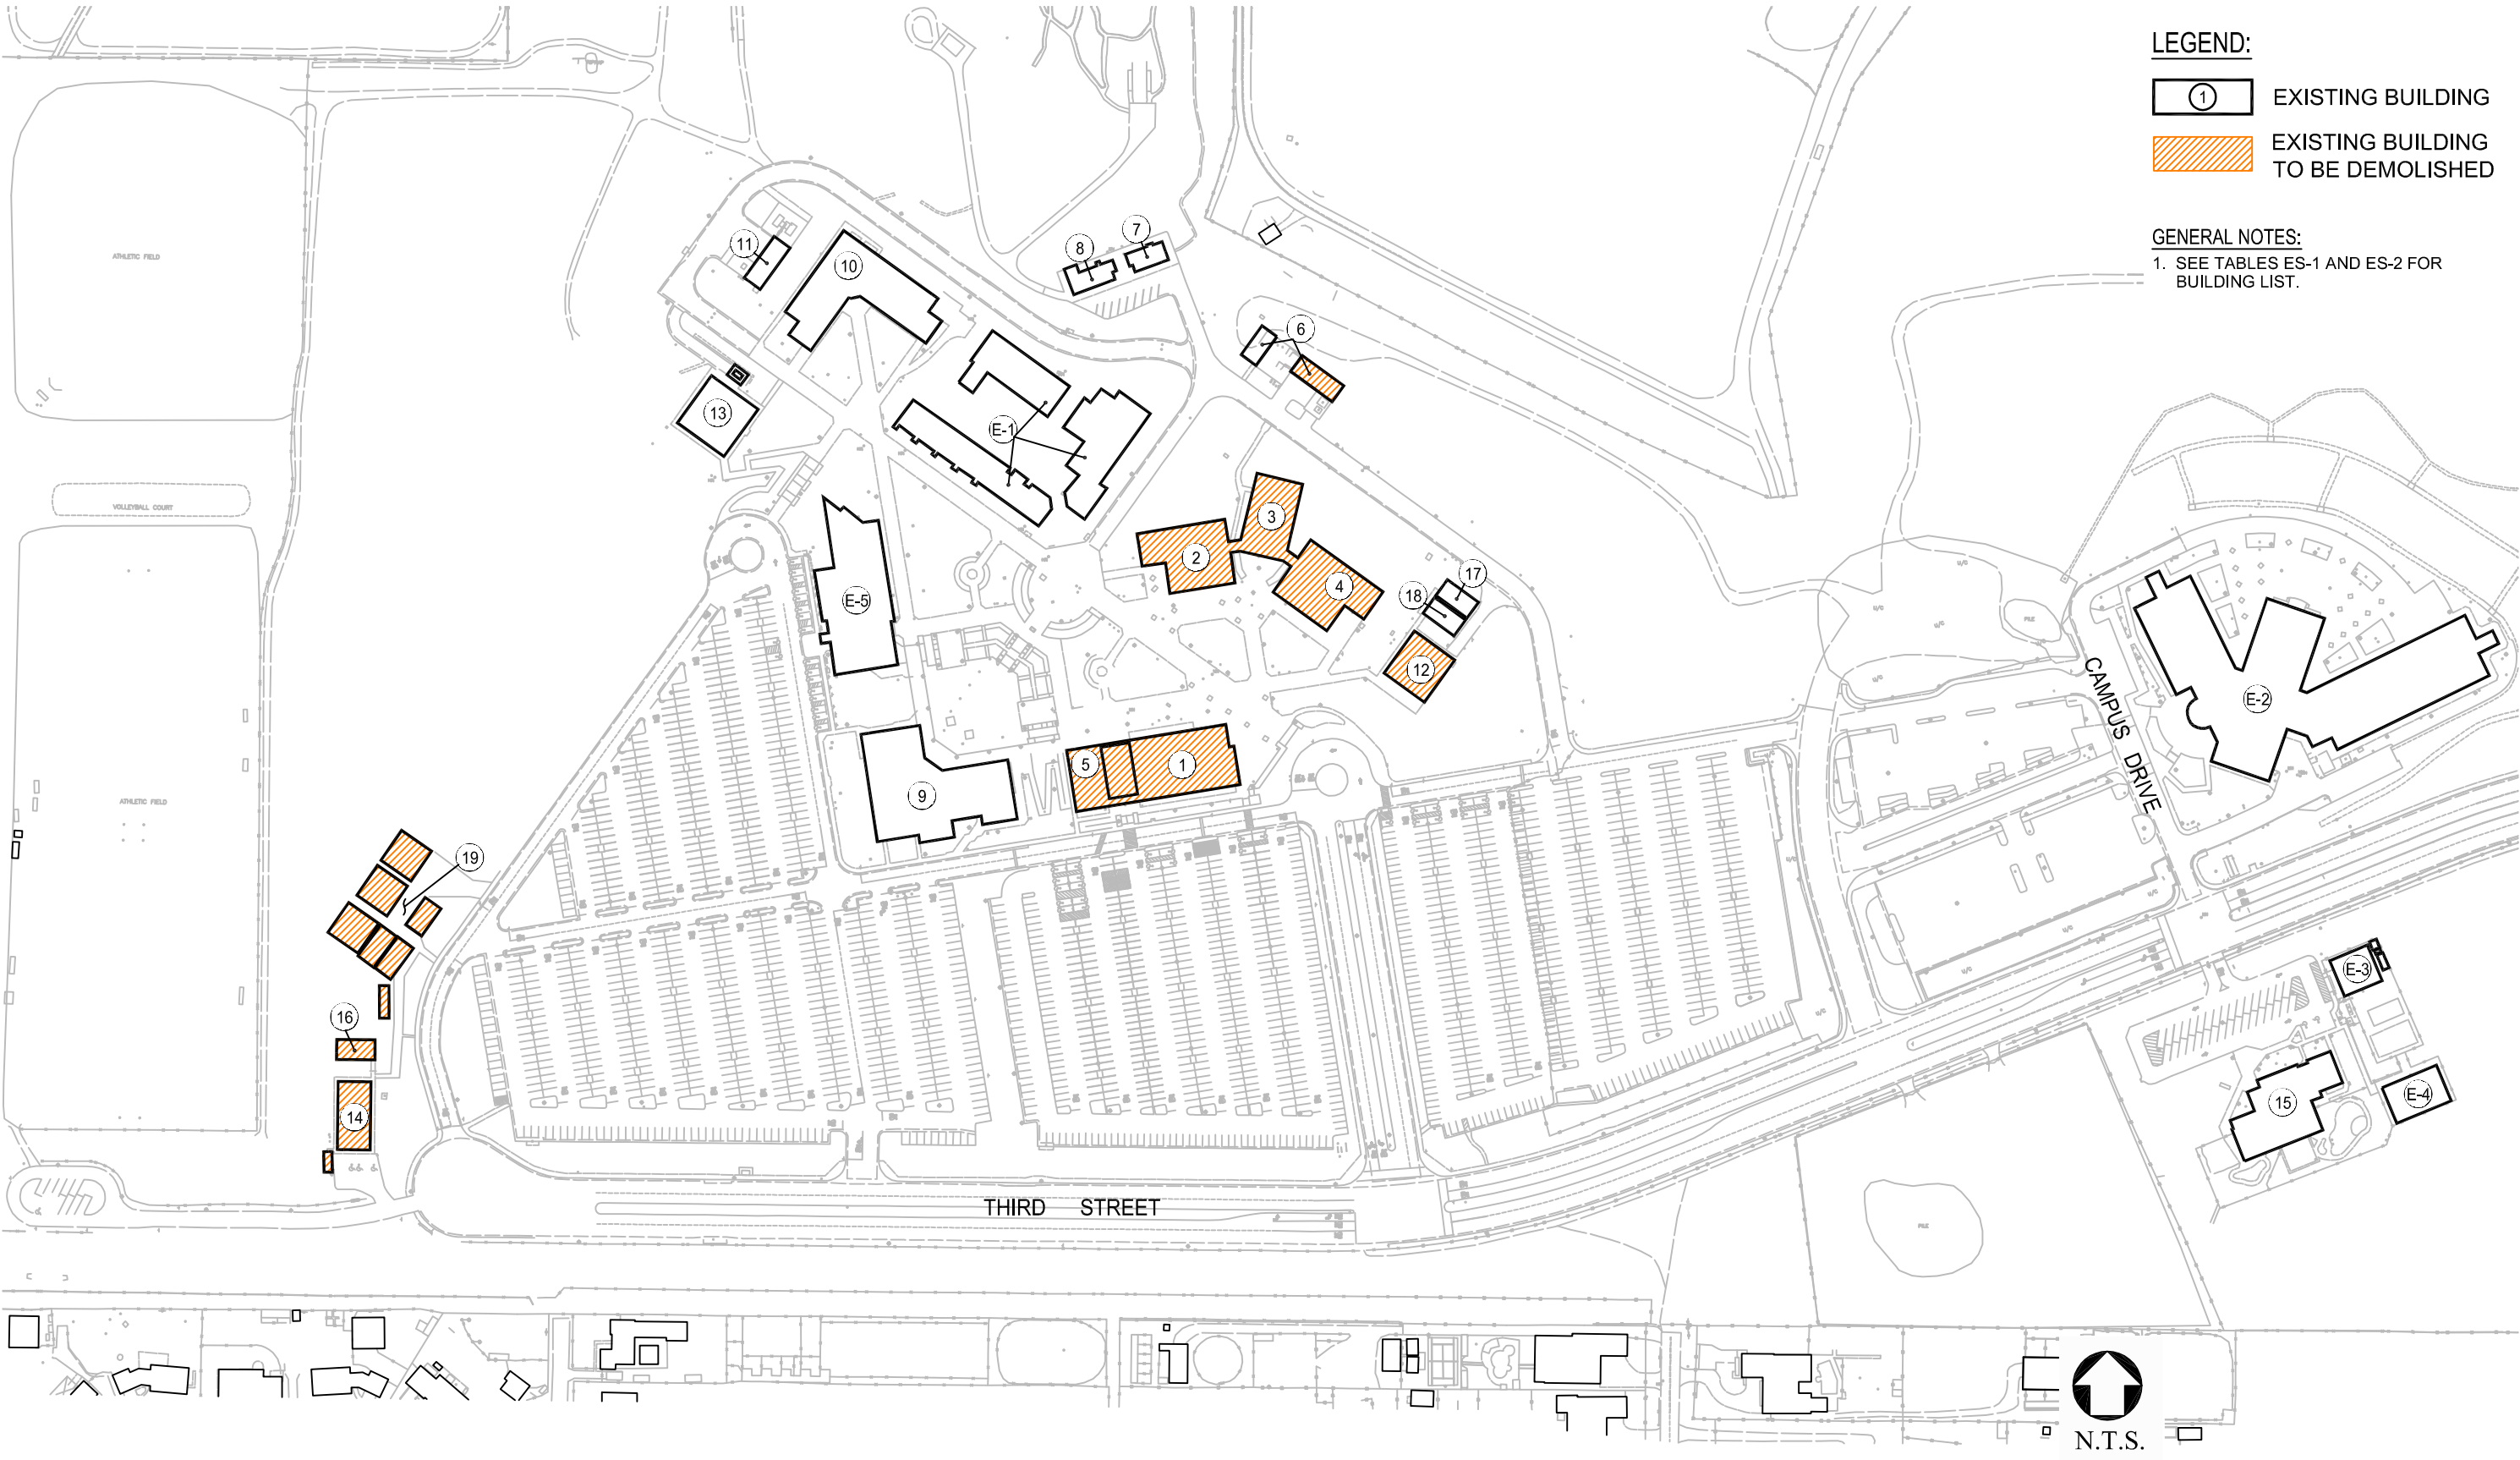 LEGEND:
1
EXISTING BUILDING
EXISTING BUILDING
TO BE DEMOLISHED
GENERAL NOTES:
1. SEE TABLES ES-1 AND ES-2 FOR
BUILDING LIST.
ATHLETIC FIELD
VOLLEYBALL COURT
ATHLETIC FIELD
11
10
8
7
6
13
E-1
3
2
4
17
18
12
E-5
5
1
9
19
16
14
CAMPUS DRIVE
E-2
E-3
15
E-4
PILE
PILE
THIRD STREET
N.T.S.